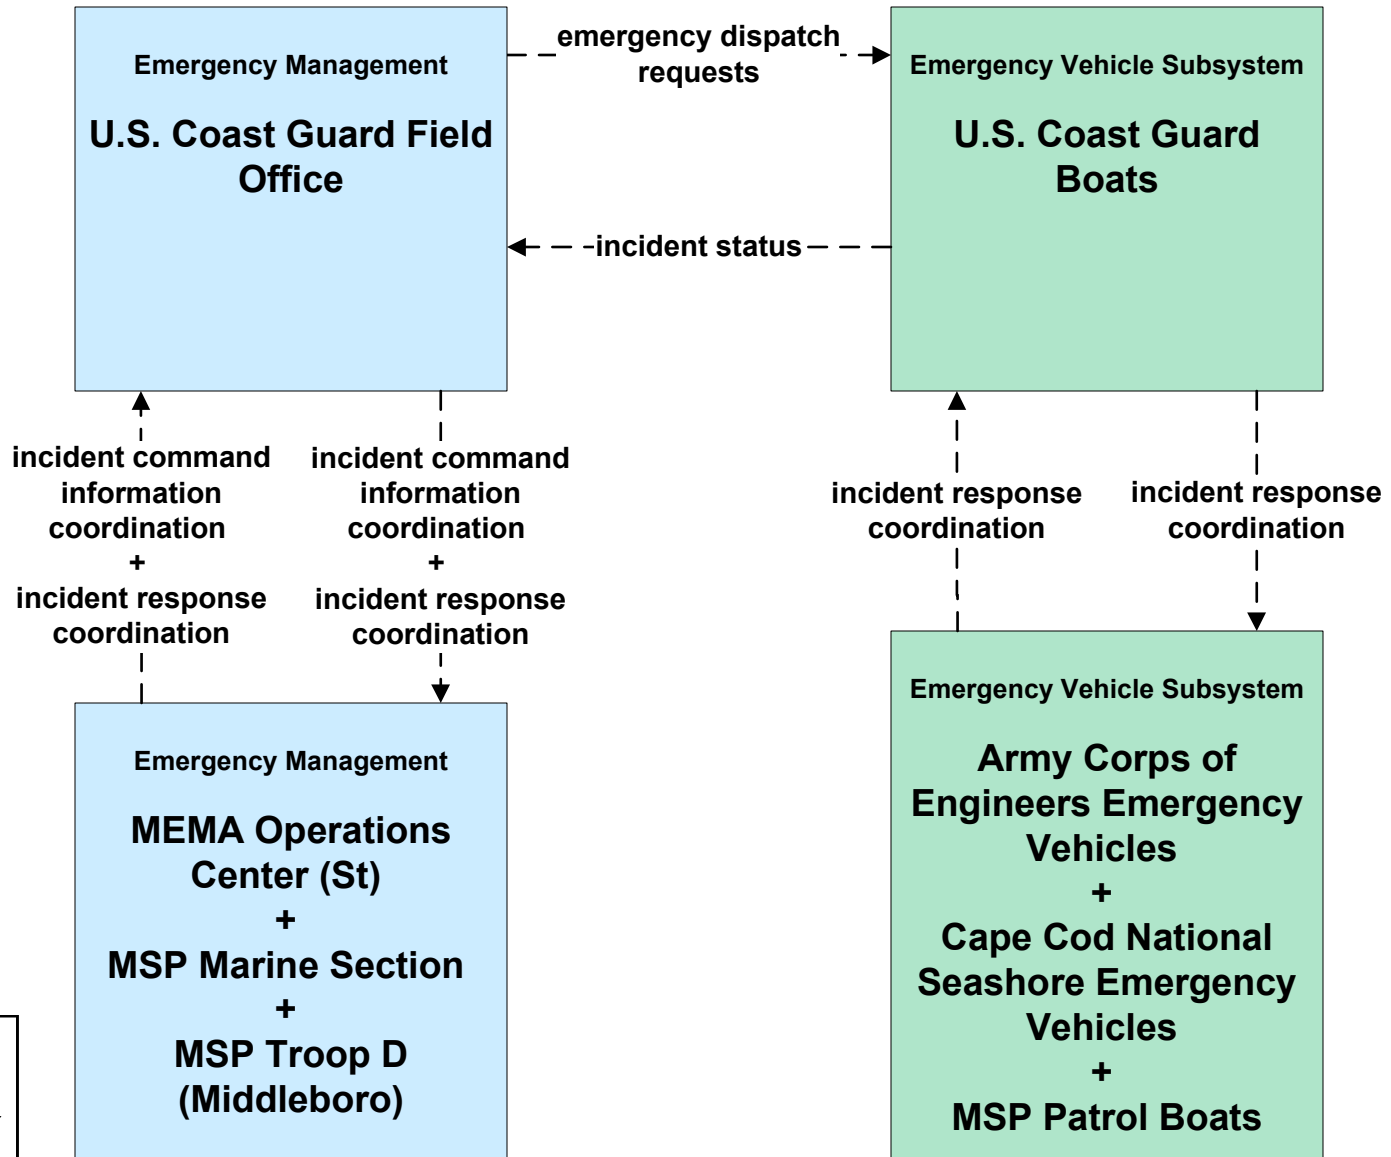 Emergency Management
U.S. Coast Guard Field
Office
emergency dispatch
requests
incident status
Emergency Vehicle Subsystem
U.S. Coast Guard
Boats
incident command
information
coordination
+
incident response
coordination
incident command
information
coordination
+
incident response
coordination
incident response
coordination
incident response
coordination
Emergency Management
MEMA Operations
Center (St)
+
MSP Marine Section
+
MSP Troop D
(Middleboro)
Emergency Vehicle Subsystem
Army Corps of
Engineers Emergency
Vehicles
+
Cape Cod National
Seashore Emergency
Vehicles
+
MSP Patrol Boats